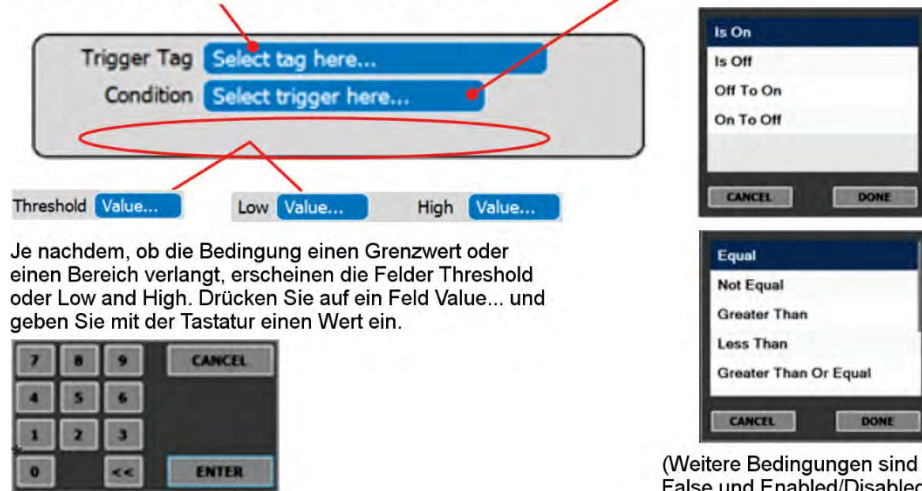 Trigger Tag Select tag here...
Condition Select trigger here...
Threshold Value... Low Value... High Value...
Je nachdem, ob die Bedingung einen Grenzwert oder
einen Bereich verlangt, erscheinen die Felder Threshold
oder Low and High. Drücken Sie auf ein Feld Value... und
geben Sie mit der Tastatur einen Wert ein.
7 8 9 CANCEL
4 5 6
1 2 3
0 << ENTER
Is On
Is Off
Off To On
On To Off
CANCEL DONE
Equal
Not Equal
Greater Than
Less Than
Greater Than Or Equal
CANCEL DONE
(Weitere Bedingungen sind
False und Enabled/Disabled